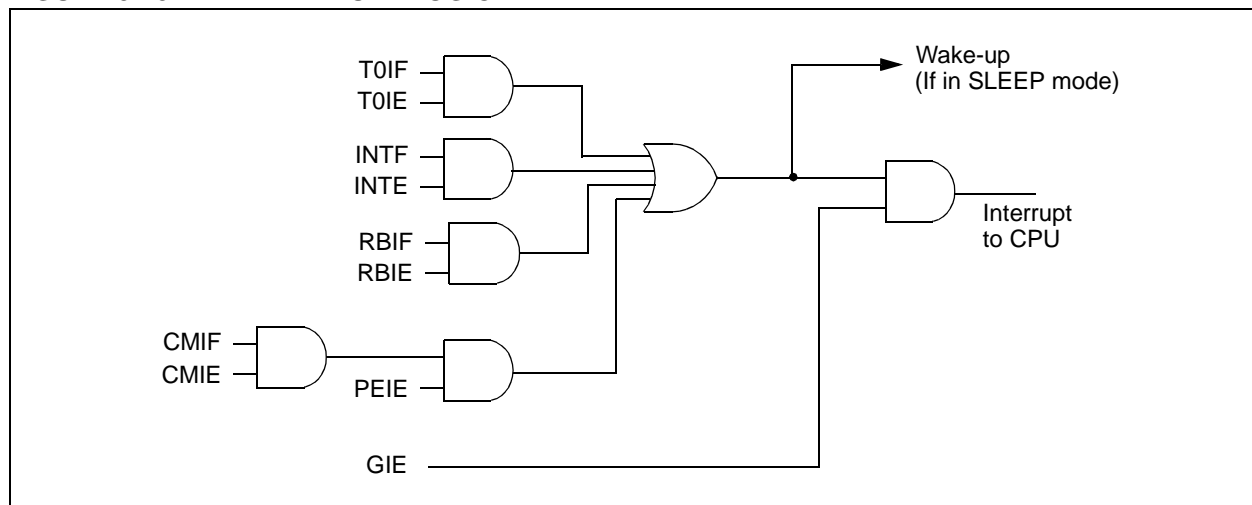 T0IF
T0IE
INTF
INTE
RBIF
RBIE
CMIF
CMIE
PEIE
GIE
Wake-up
(If in SLEEP mode)
Interrupt
to CPU